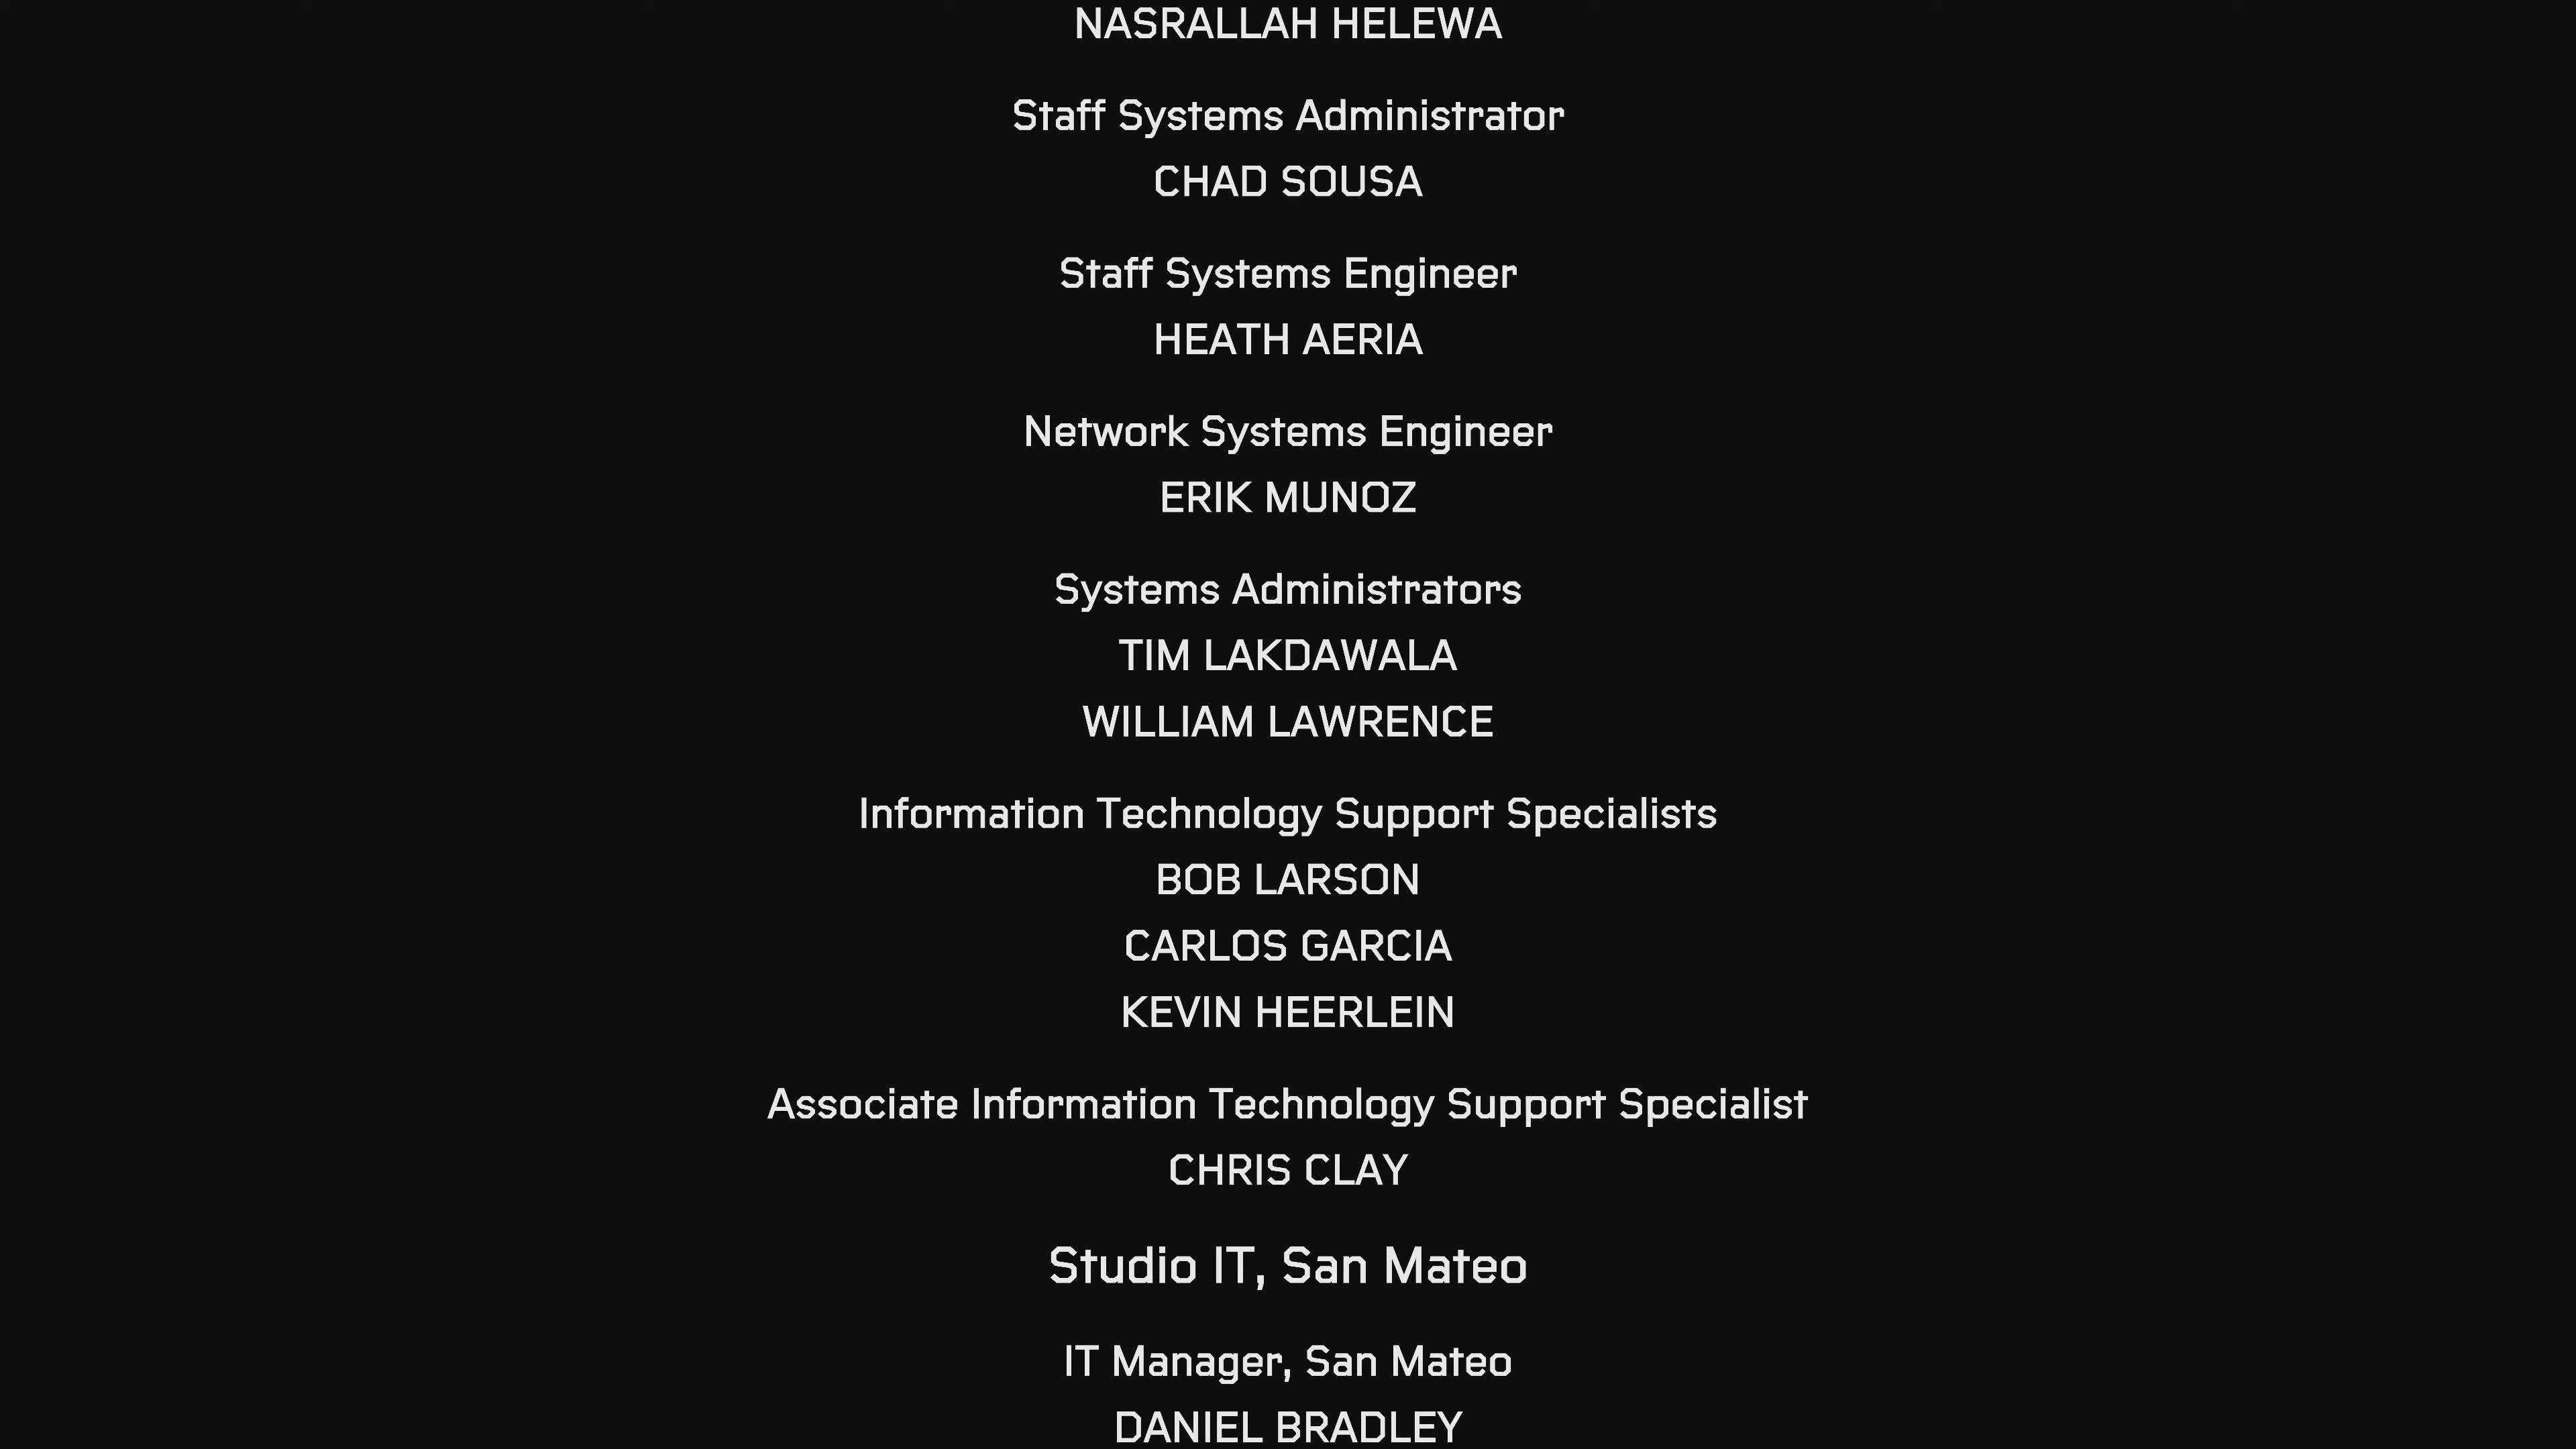 NASRALLAH HELEWA
Staff Systems Administrator
CHAD SOUSA
Staff Systems Engineer
HEATH AERIA
Network Systems Engineer
ERIK MUNOZ
Systems Administrators
TIM LAKDAWALA
WILLIAM LAWRENCE
Information Technology Support Specialists
BOB LARSON
CARLOS GARCIA
KEVIN HEERLEIN
Associate Information Technology Support Specialist
CHRIS CLAY
Studio IT, San Mateo
IT Manager, San Mateo
DANIEL BRADLEY